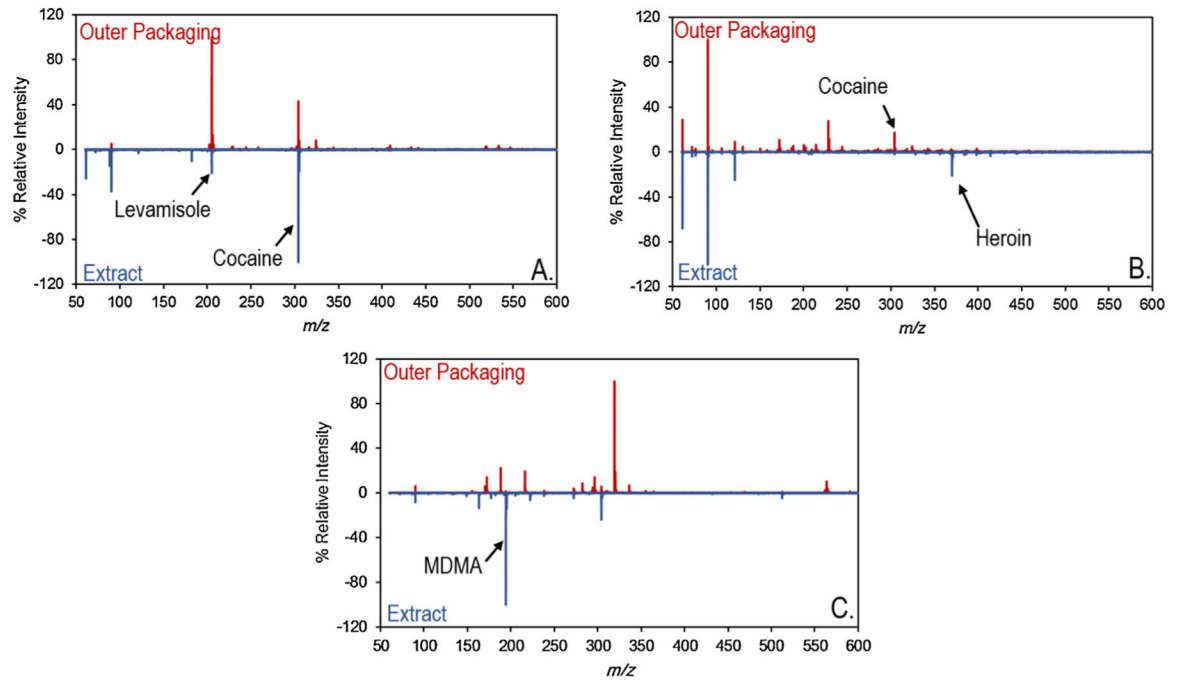 120
80
40
0
-40
-80
-120
% Relative Intensity
Outer Packaging
Levamisole
Cocaine
Extract
A.
50 100 150 200 250 300 350 400 450 500 550 600
m/z
120
80
40
0
-40
-80
-120
% Relative Intensity
Outer Packaging
Cocaine
Heroin
Extract
B.
50 100 150 200 250 300 350 400 450 500 550 600
m/z
120
80
40
0
-40
-80
-120
% Relative Intensity
Outer Packaging
MDMA
Extract
C.
50 100 150 200 250 300 350 400 450 500 550 600
m/z